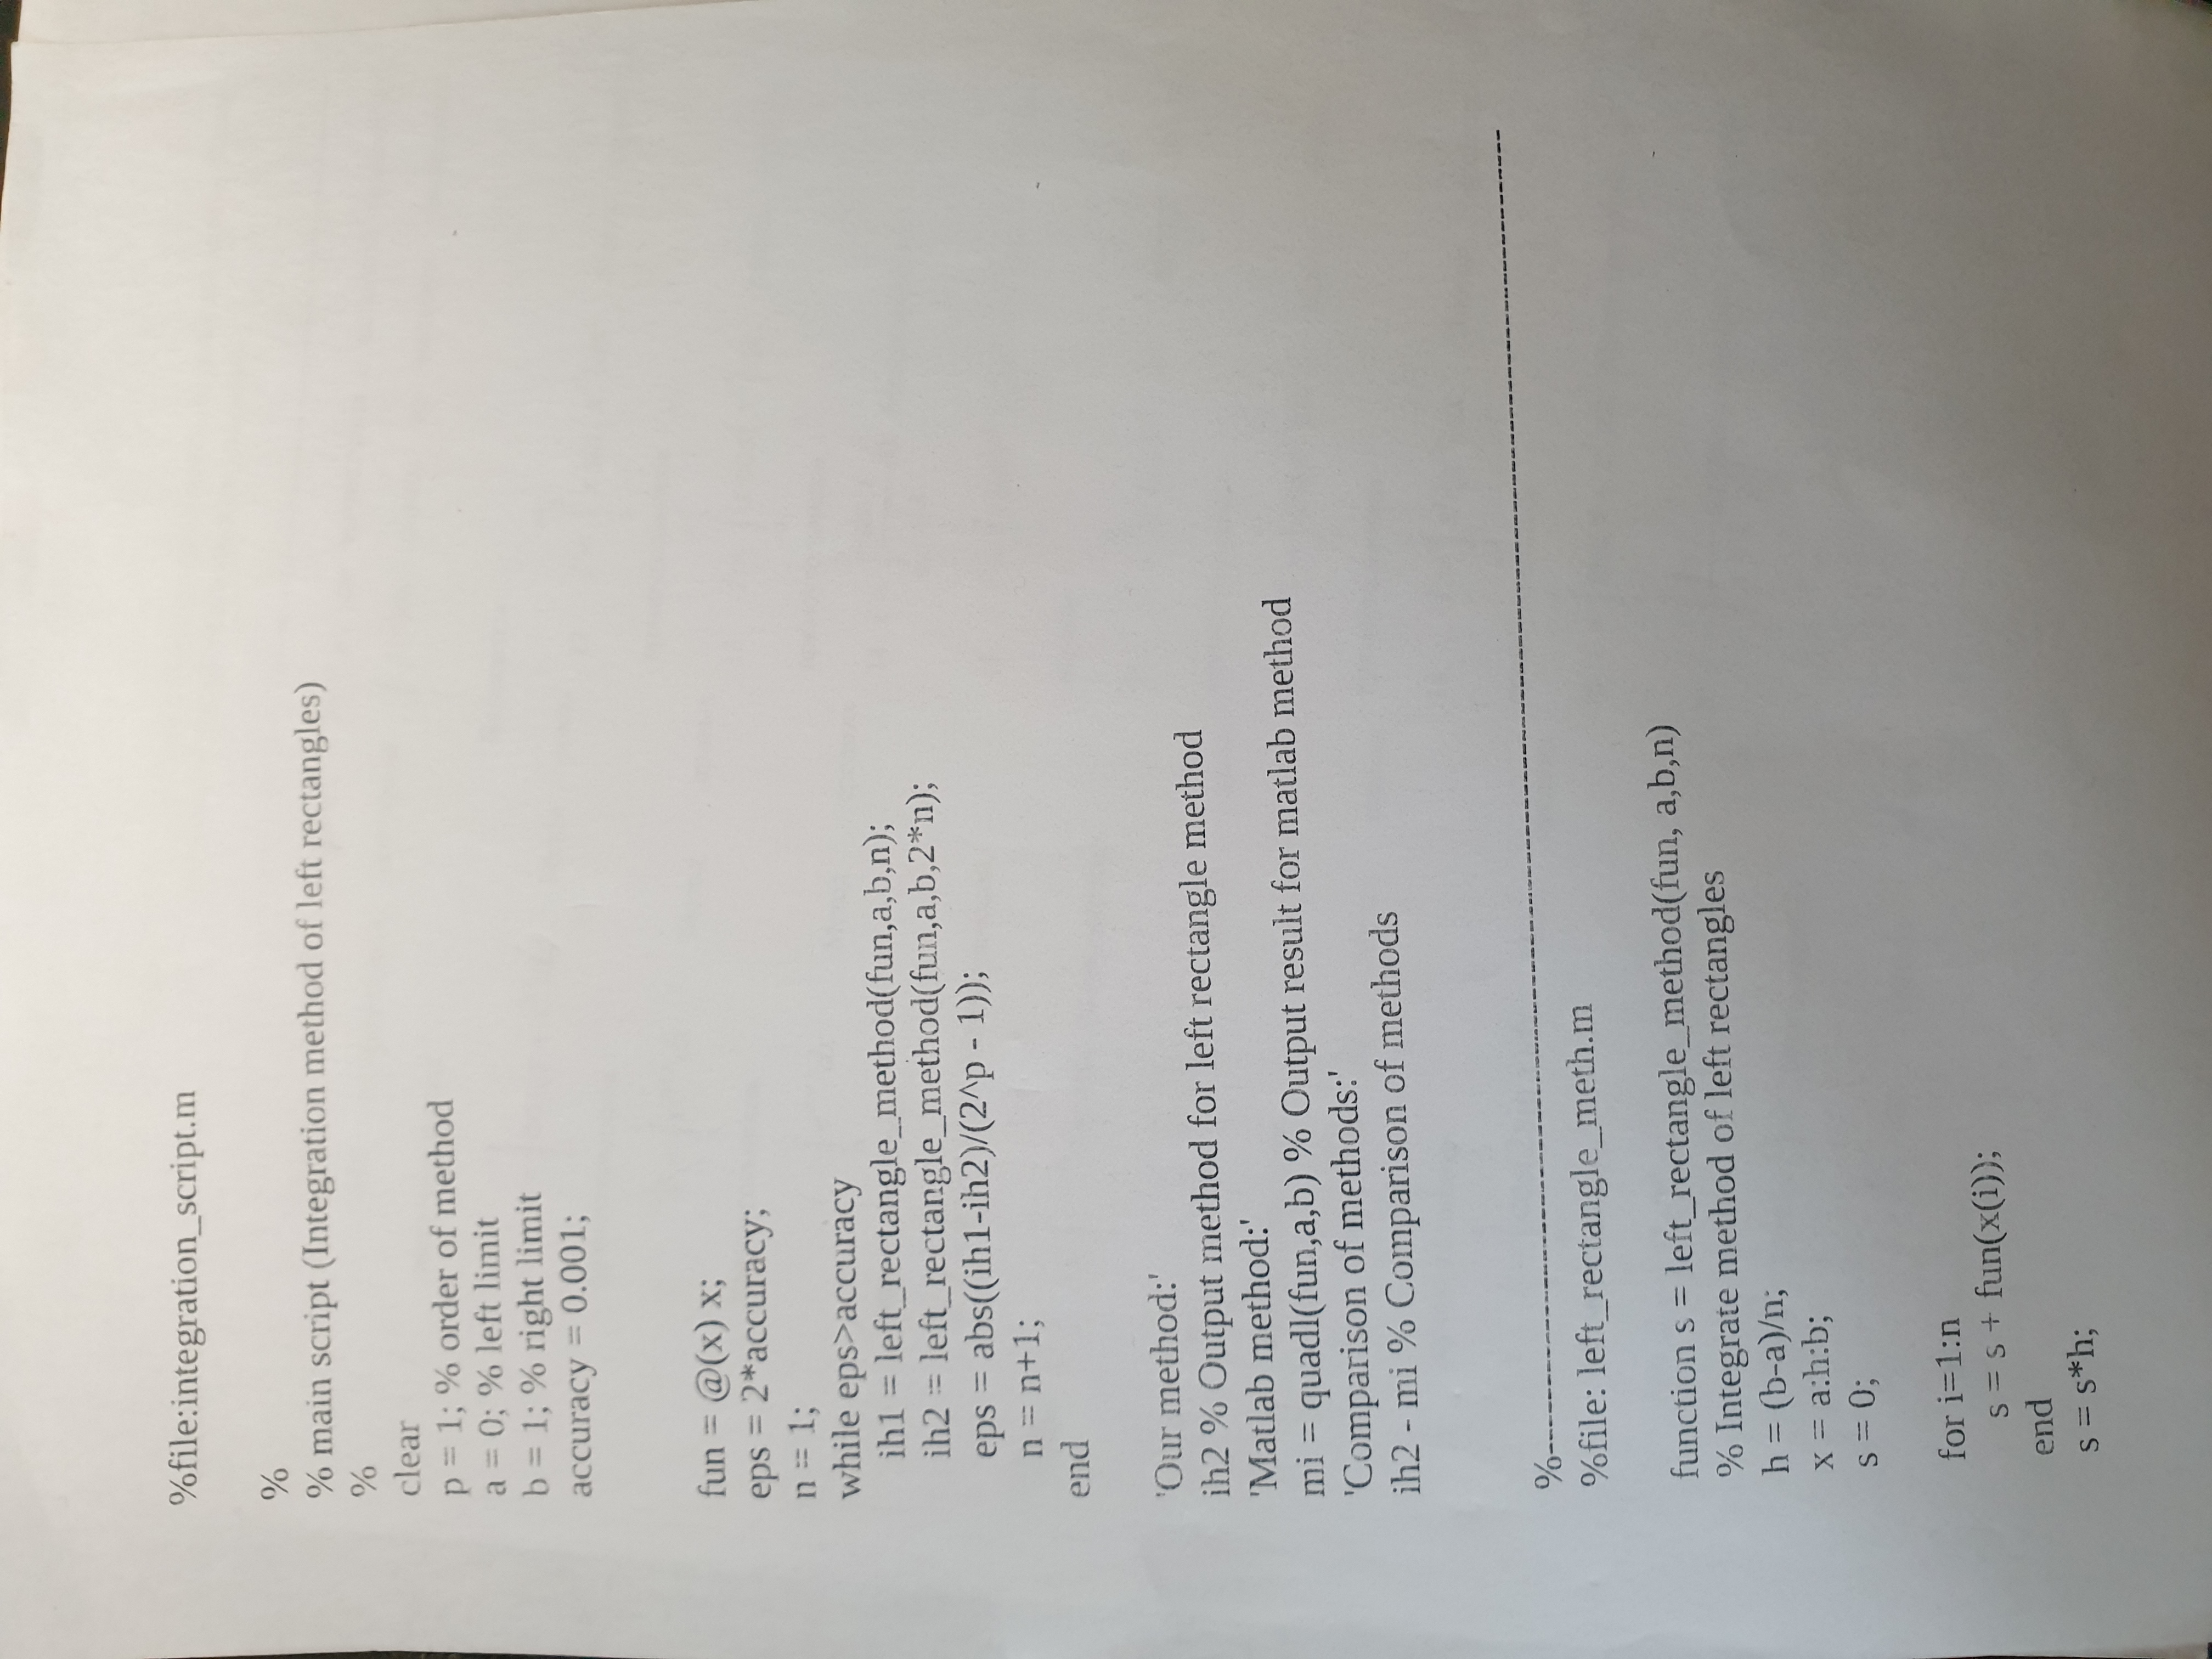 %file:integration_script.m
%
% main script (Integration method of left rectangles)
%
clear
p = 1; % order of method
a = 0; % left limit
b = 1; % right limit
accuracy = 0.001;
fun = @(x) x;
eps = 2*accuracy;
n = 1;
while eps>accuracy
ih1 = left_rectangle_method(fun,a,b,n);
ih2 = left_rectangle_method(fun,a,b,2*n);
eps = abs((ih1-ih2)/(2^p - 1));
n = n+1;
end
'Our method:'
ih2 % Output method for left rectangle method
'Matlab method:'
mi = quadl(fun,a,b) % Output result for matlab method
'Comparison of methods:'
ih2 - mi % Comparison of methods
%------------------------------------------------------------------------------------------------
%file: left_rectangle_meth.m
function s = left_rectangle_method(fun, a,b,n)
% Integrate method of left rectangles
h = (b-a)/n;
x = a:h:b;
s = 0;
for i=1:n
s = s + fun(x(i));
end
s = s*h;